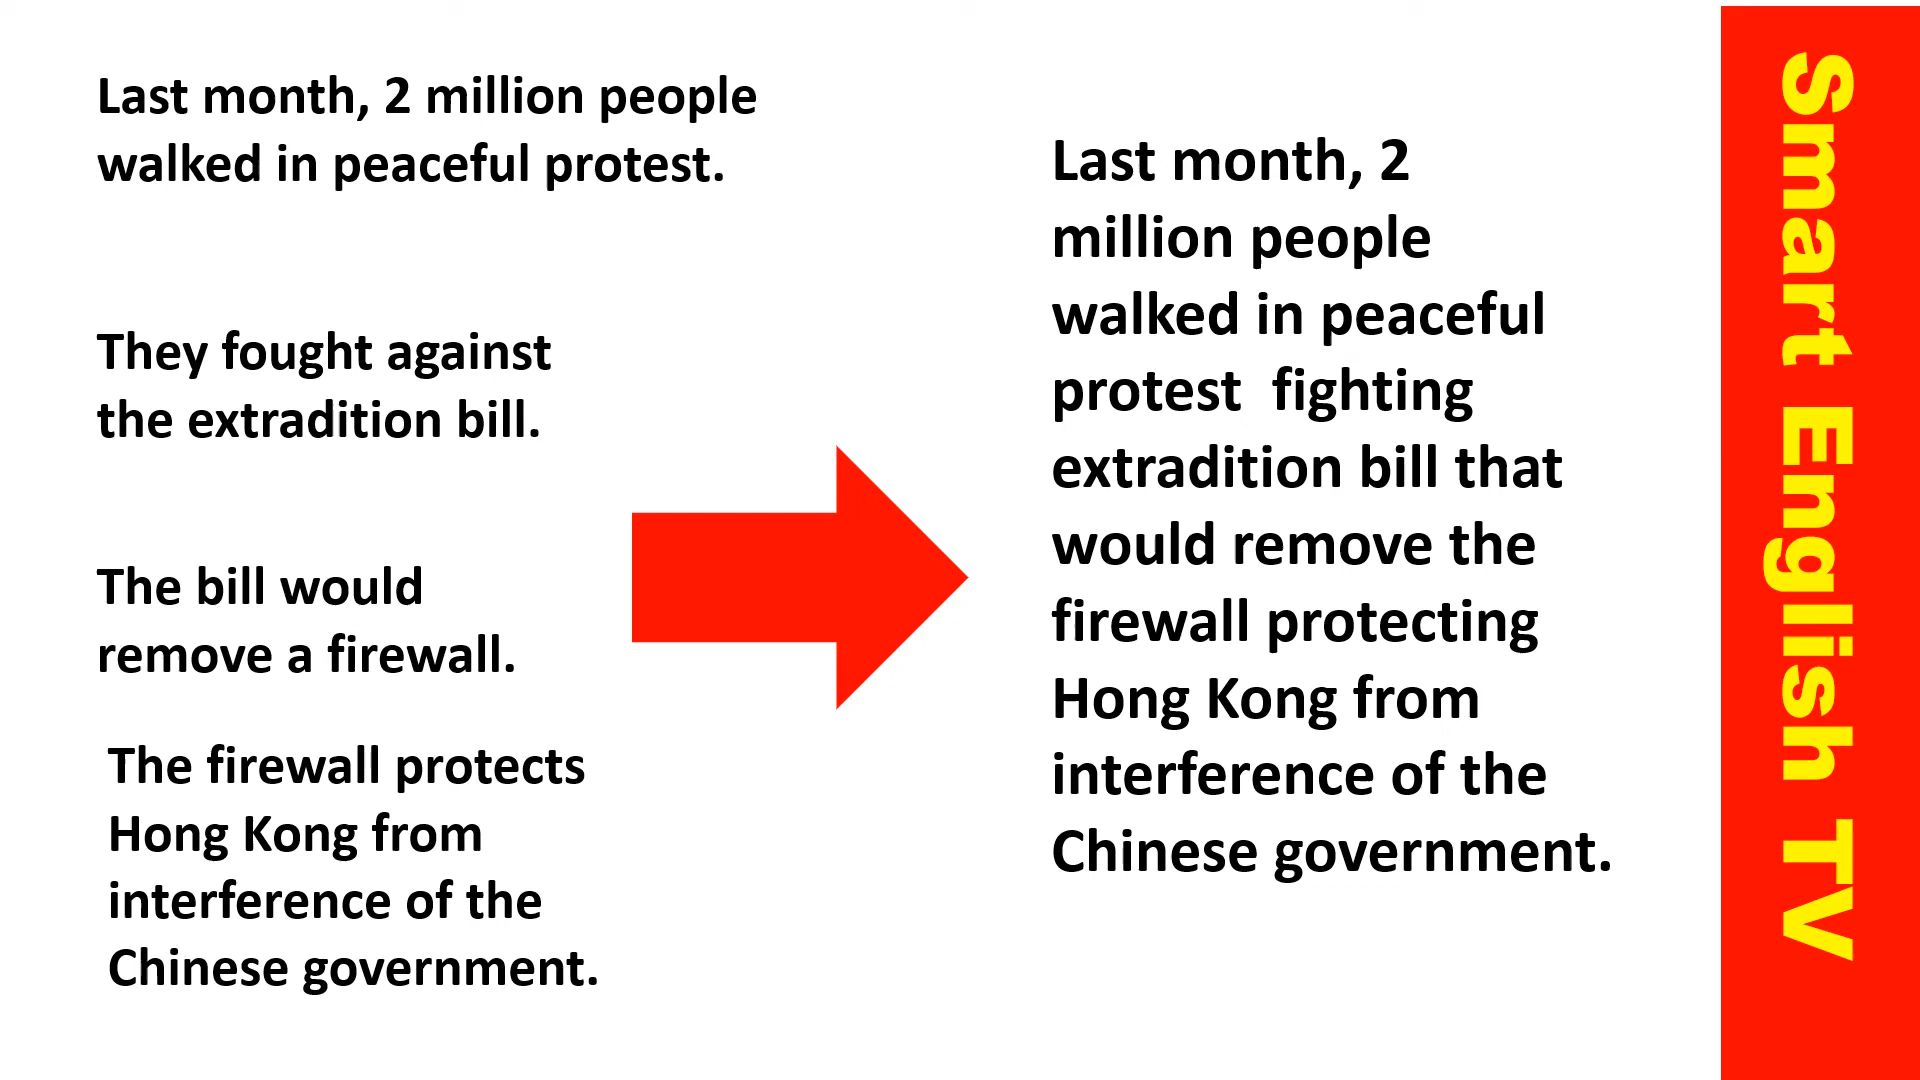 Last month, 2 million people
walked in peaceful protest.
They fought against
the extradition bill.
The bill would
remove a firewall.
The firewall protects
Hong Kong from
interference of the
Chinese government.
Last month, 2
million people
walked in peaceful
protest  fighting
extradition bill that
would remove the
firewall protecting
Hong Kong from
interference of the
Chinese government.
Smart English TV